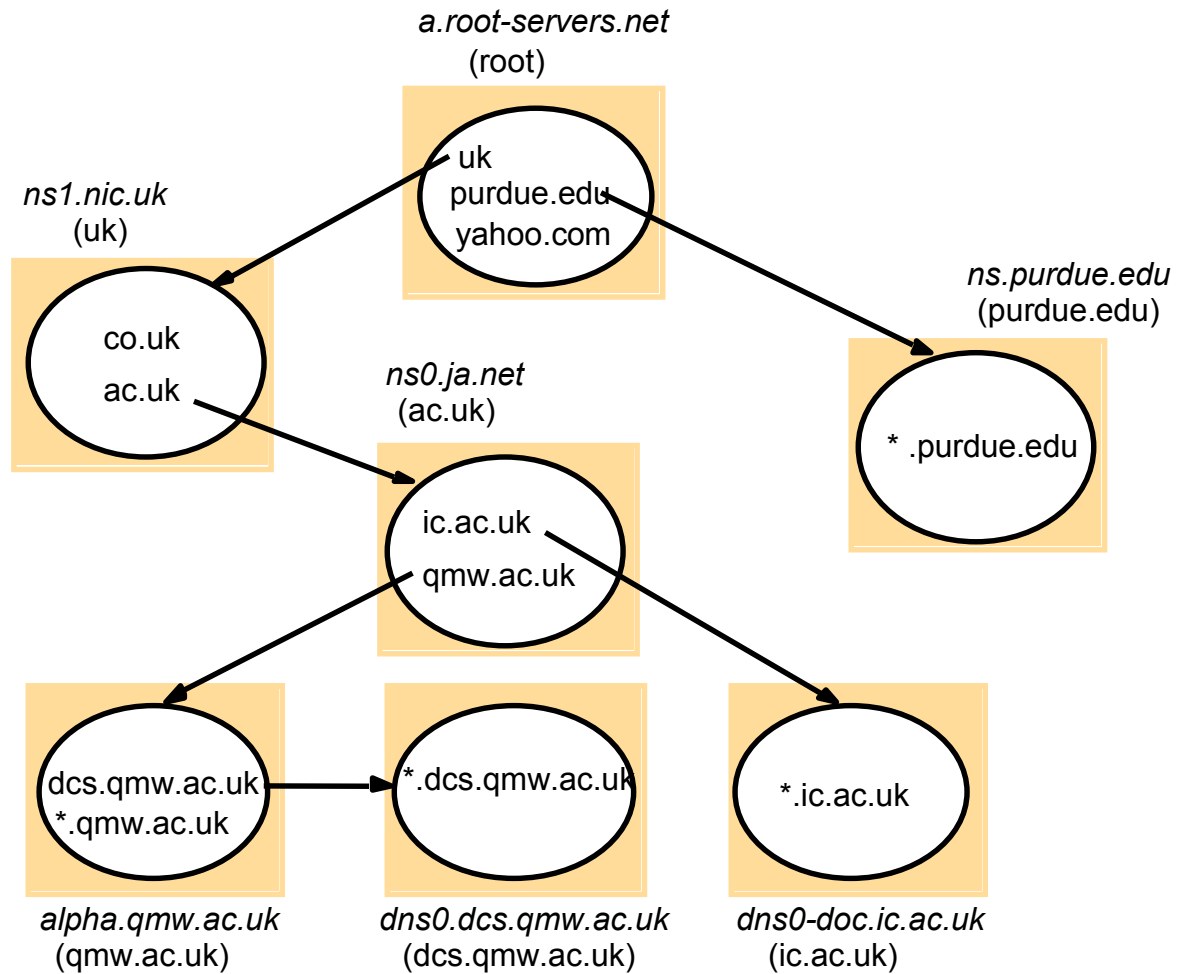 a.root-servers.net
(root)
uk
purdue.edu
yahoo.com
ns1.nic.uk
(uk)
co.uk
ac.uk
ns.purdue.edu
(purdue.edu)
* .purdue.edu
ns0.ja.net
(ac.uk)
ic.ac.uk
qmw.ac.uk
dcs.qmw.ac.uk
*.qmw.ac.uk
*.dcs.qmw.ac.uk
*.ic.ac.uk
alpha.qmw.ac.uk
(qmw.ac.uk)
dns0.dcs.qmw.ac.uk
(dcs.qmw.ac.uk)
dns0-doc.ic.ac.uk
(ic.ac.uk)